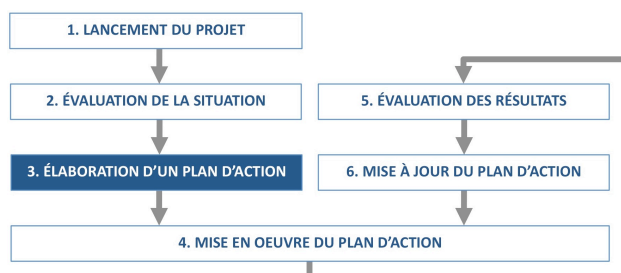 1. LANCEMENT DU PROJET
2. ÉVALUATION DE LA SITUATION
3. ÉLABORATION D'UN PLAN D'ACTION
5. ÉVALUATION DES RÉSULTATS
6. MISE À JOUR DU PLAN D'ACTION
4. MISE EN OEUVRE DU PLAN D'ACTION